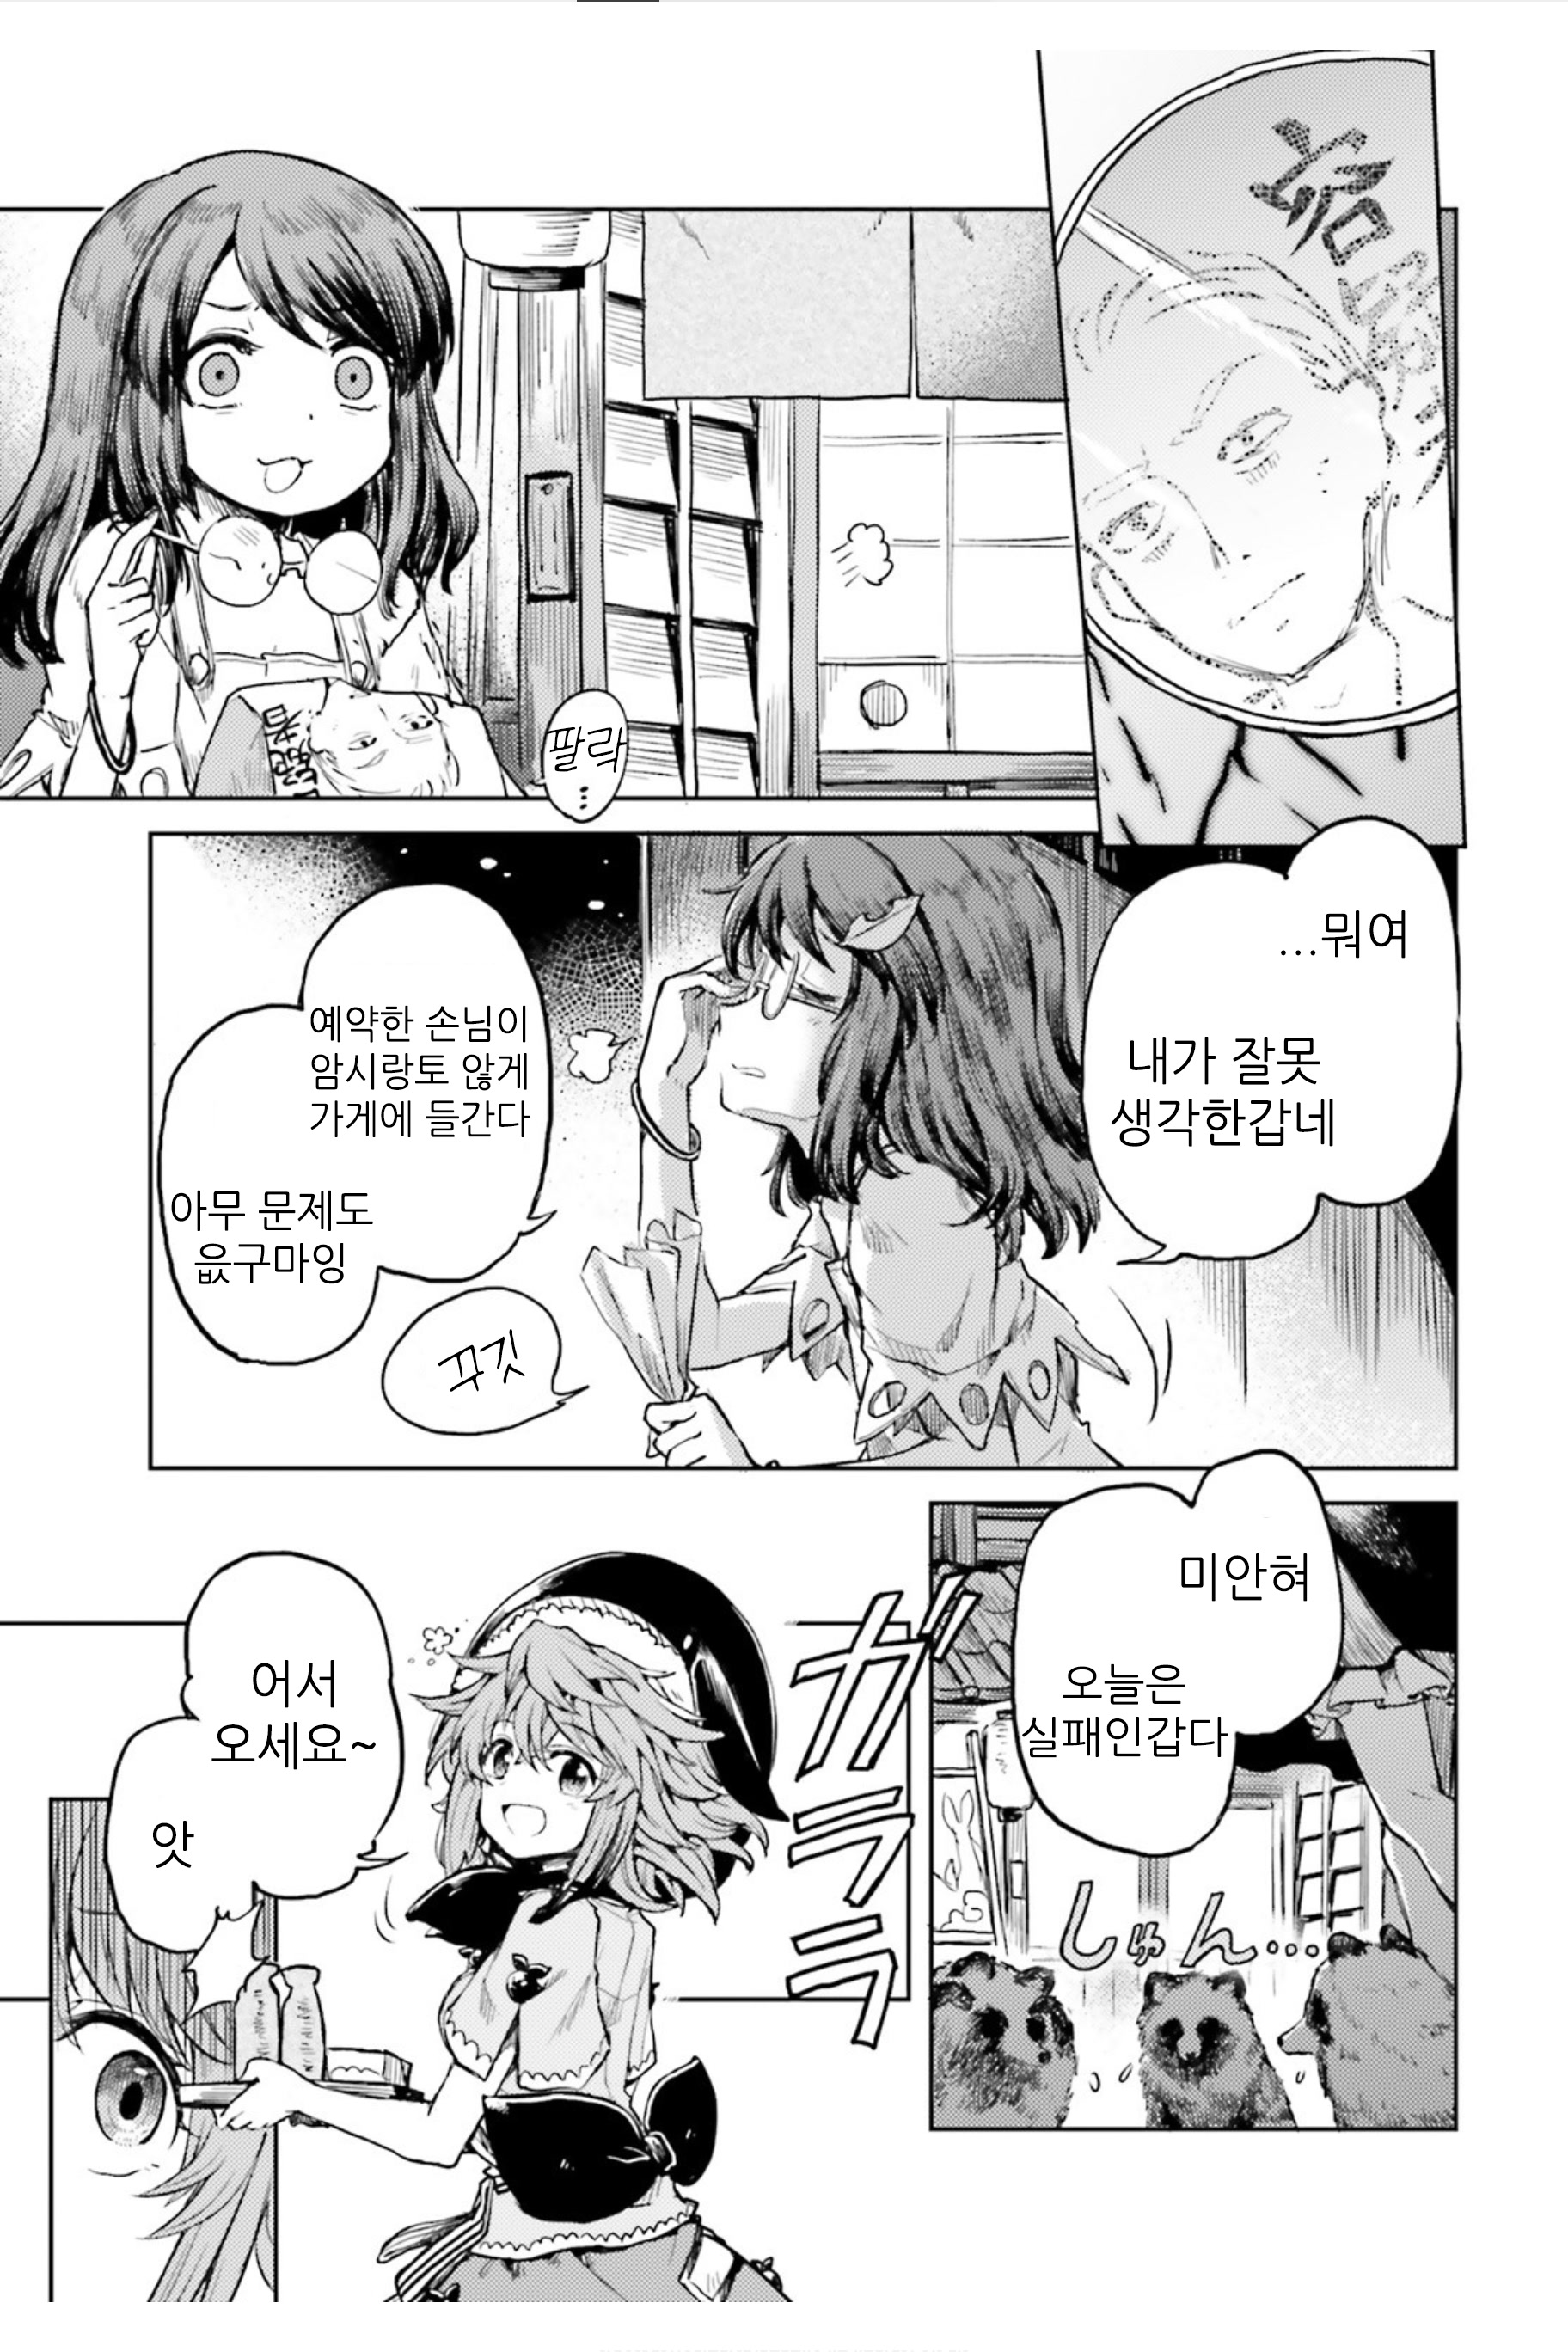 팔락
…
…뭐여
내가 잘못
생각한갑네
예약한 손님이
암시랑토 않게
가게에 들간다
아무 문제도
읎구마잉
꾸깃
미안혀
오늘은
실패인갑다
しゅん…
ガララ
어서
오세요~
앗